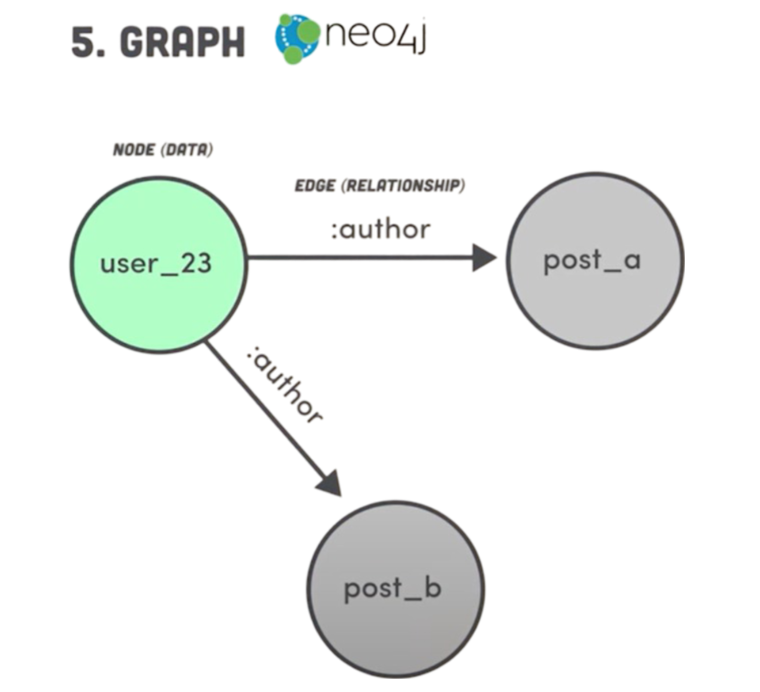 5. GRAPH neo4j
NODE (DATA)
EDGE (RELATIONSHIP)
:author
user_23
post_a
:author
post_b